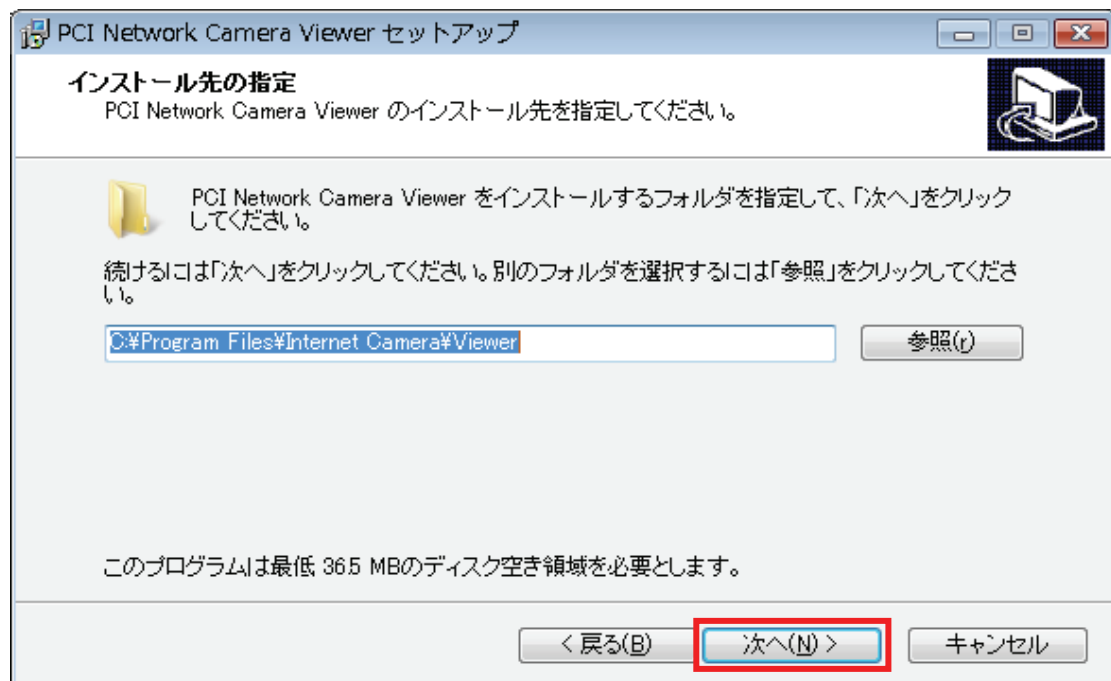 PCI Network Camera Viewer セットアップ
インストール先の指定
PCI Network Camera Viewer のインストール先を指定してください。
PCI Network Camera Viewer をインストールするフォルダを指定して、「次へ」をクリック
してください。
続けるには「次へ」をクリックしてください。別のフォルダを選択するには「参照」をクリックしてくださ
い。
C:¥Program Files¥Internet Camera¥Viewer
参照(r)
このプログラムは最低 36.5 MBのディスク空き領域を必要とします。
< 戻る(B)
次へ(N) >
キャンセル